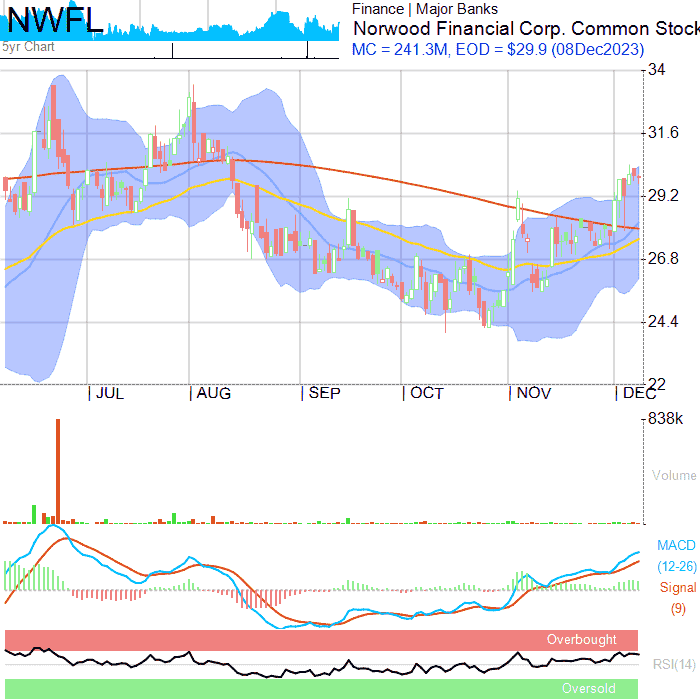 NWFL
5yr Chart
Finance | Major Banks
Norwood Financial Corp. Common Stock
MC = 241.3M, EOD = $29.9 (08Dec2023)
34
31.6
29.2
26.8
24.4
22
JUL
AUG
SEP
OCT
NOV
DEC
838k
Volume
MACD
(12-26)
Signal
(9)
Overbought
RSI(14)
Oversold